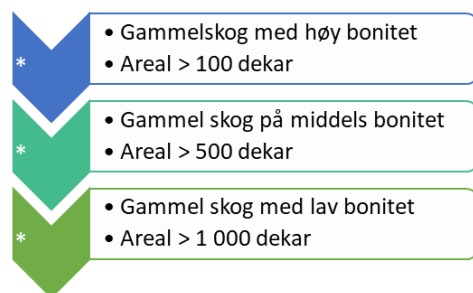 • Gammelskog med høy bonitet
* • Areal > 100 dekar
• Gammel skog på middels bonitet
* • Areal > 500 dekar
• Gammel skog med lav bonitet
* • Areal > 1 000 dekar